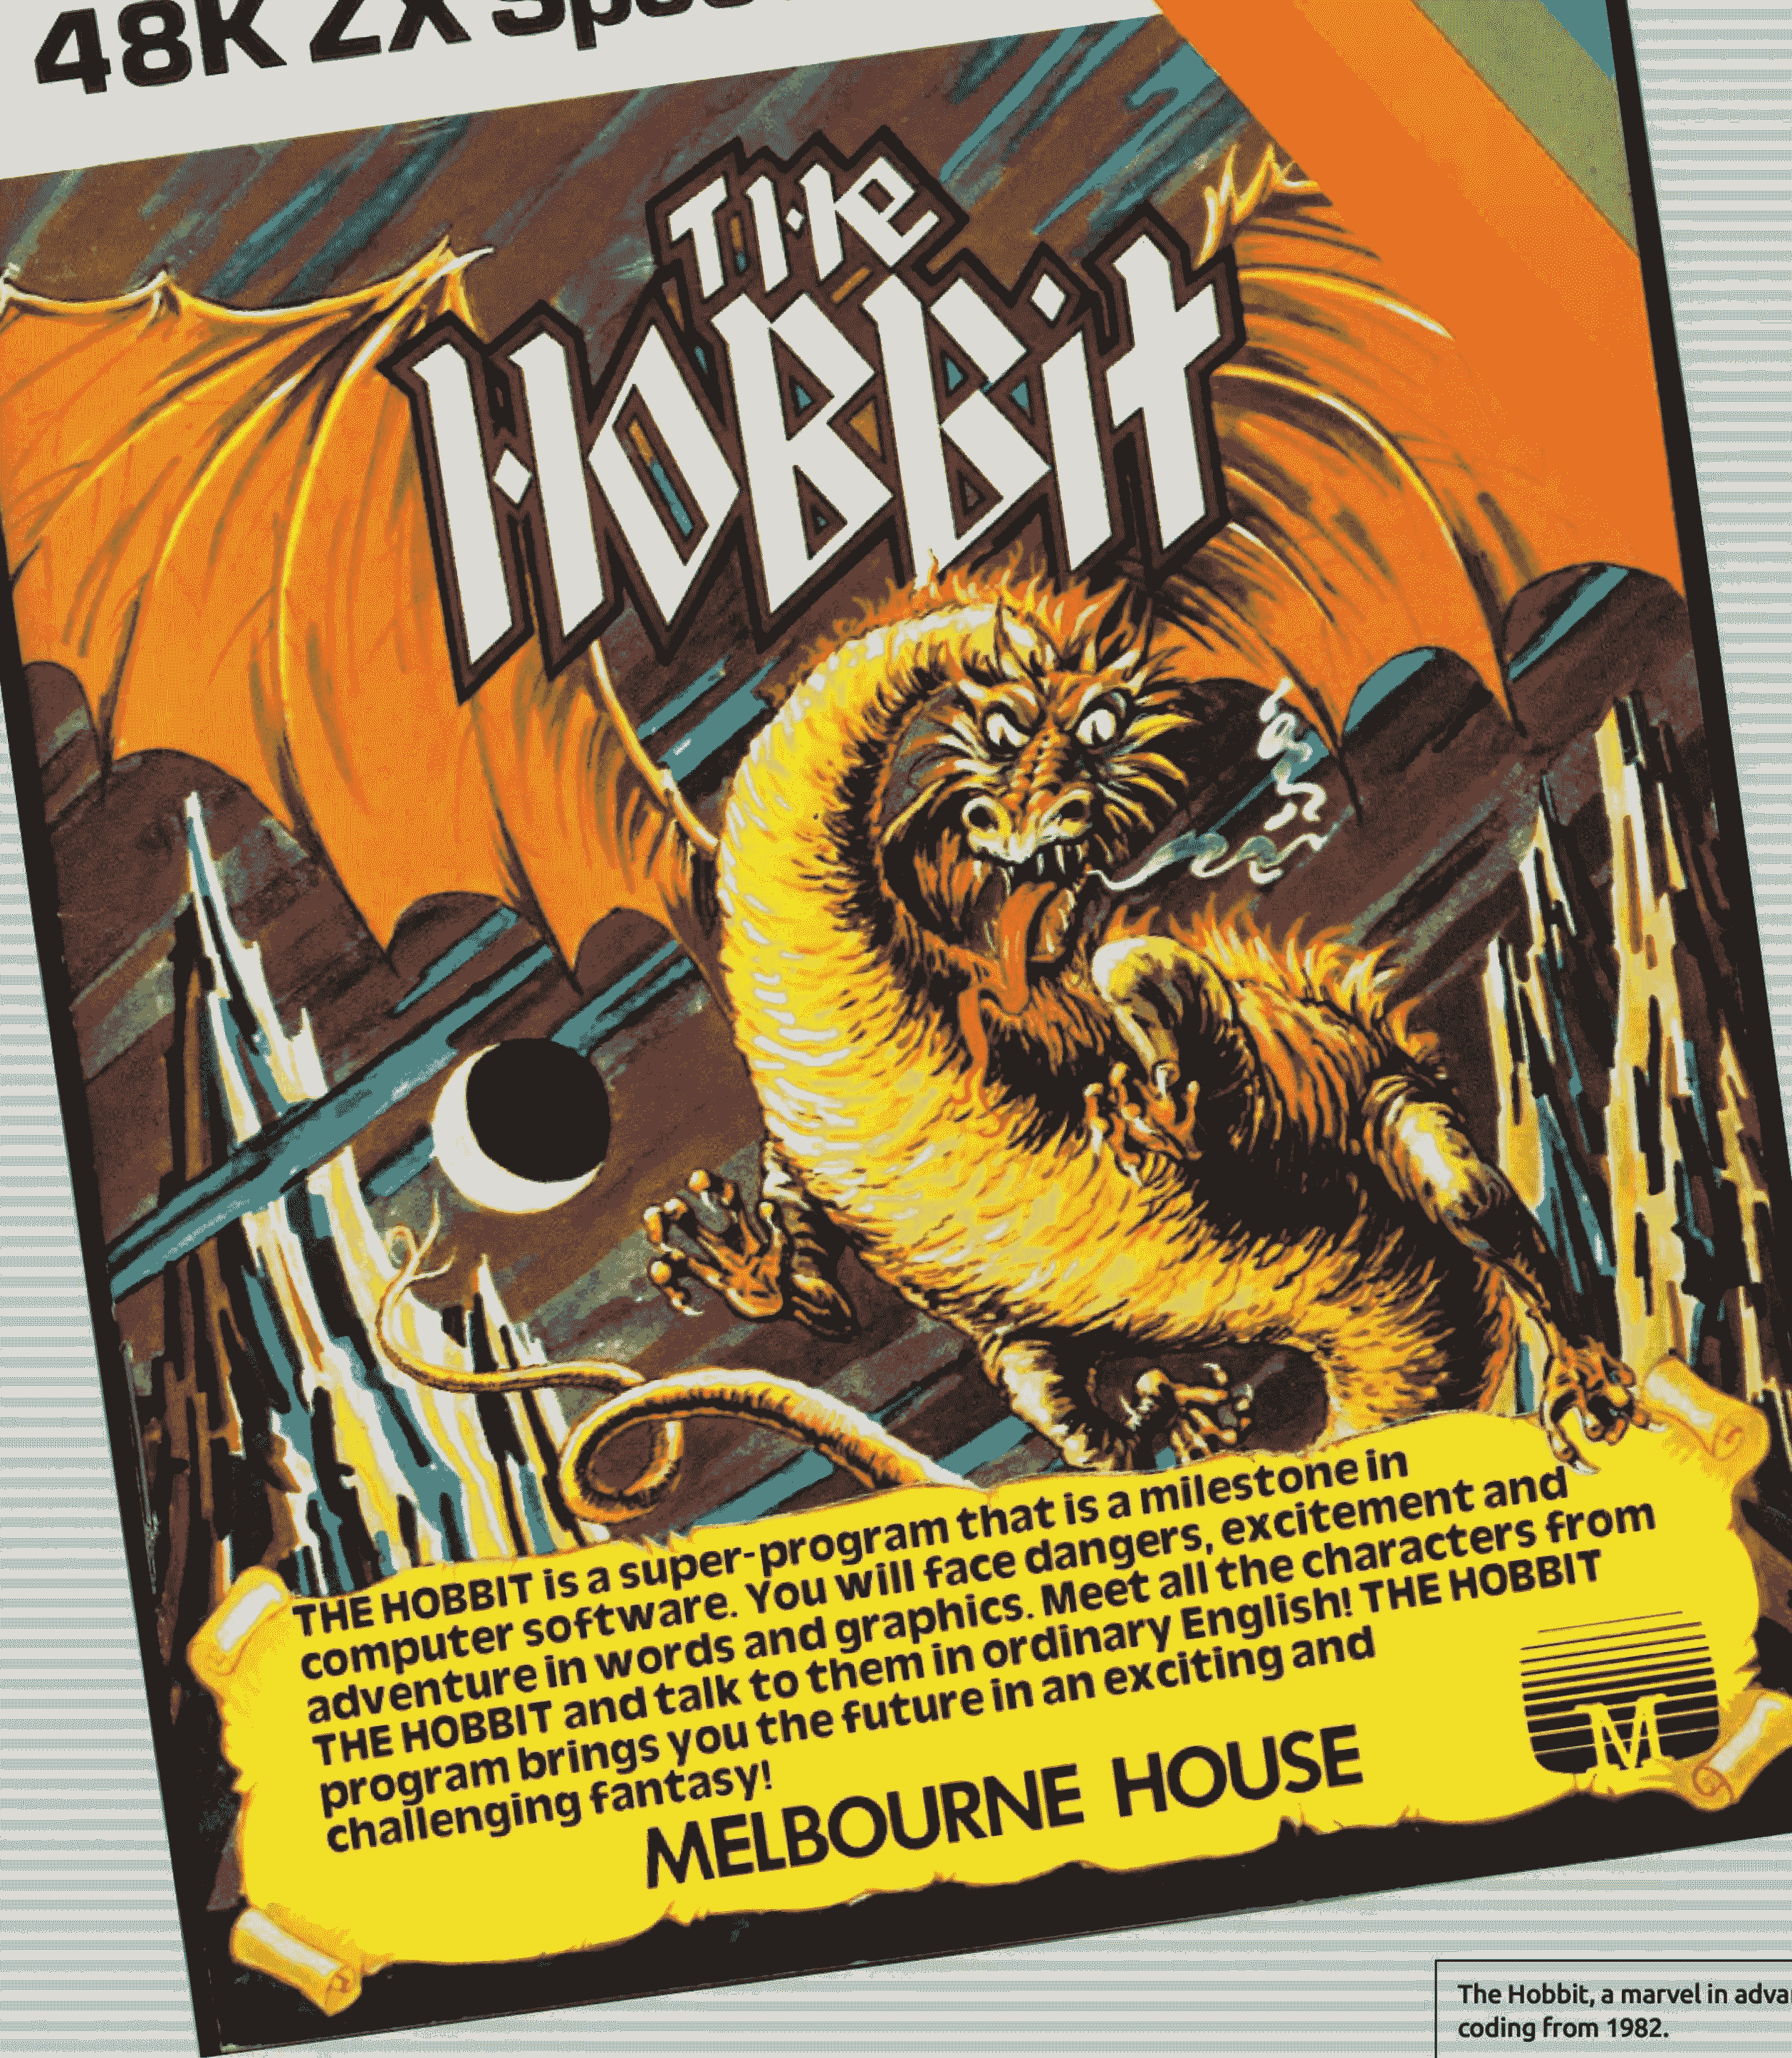 48K ZX
THE
HOBBIT
THE HOBBIT is a super-program that is a milestone in
computer software. You will face dangers, excitement and
adventure in words and graphics. Meet all the characters from
THE HOBBIT and talk to them in ordinary English! THE HOBBIT
program brings you the future in an exciting and
challenging fantasy!
MELBOURNE HOUSE
M
The Hobbit, a marvel in
coding from 1982.